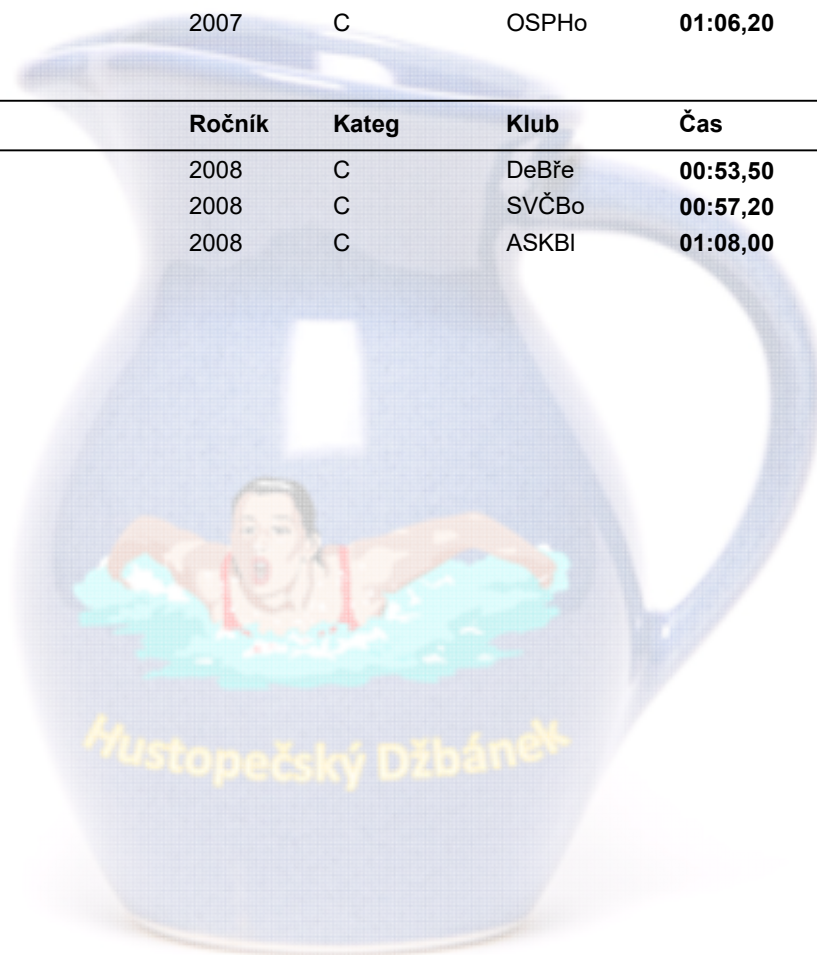 2007 C OSPHo 01:06,20
Ročník Kateg Klub Čas
2008 C DeBře 00:53,50
2008 C SVČBo 00:57,20
2008 C ASKBl 01:08,00
Hustopečský Džbánek